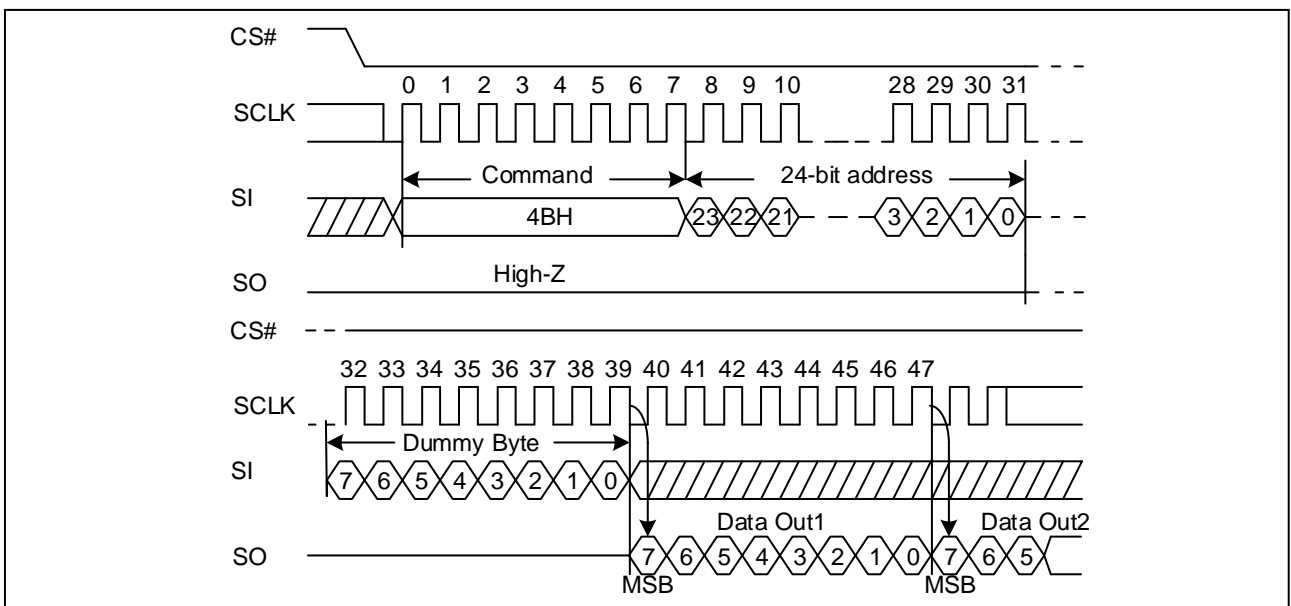 CS#
0 1 2 3 4 5 6 7 8 9 10 28 29 30 31
SCLK
Command 24-bit address
SI
4BH 23 22 21 3 2 1 0
High-Z
SO
CS#
32 33 34 35 36 37 38 39 40 41 42 43 44 45 46 47
SCLK
Dummy Byte
SI
7 6 5 4 3 2 1 0
Data Out1 Data Out2
SO
7 6 5 4 3 2 1 0 7 6 5
MSB MSB